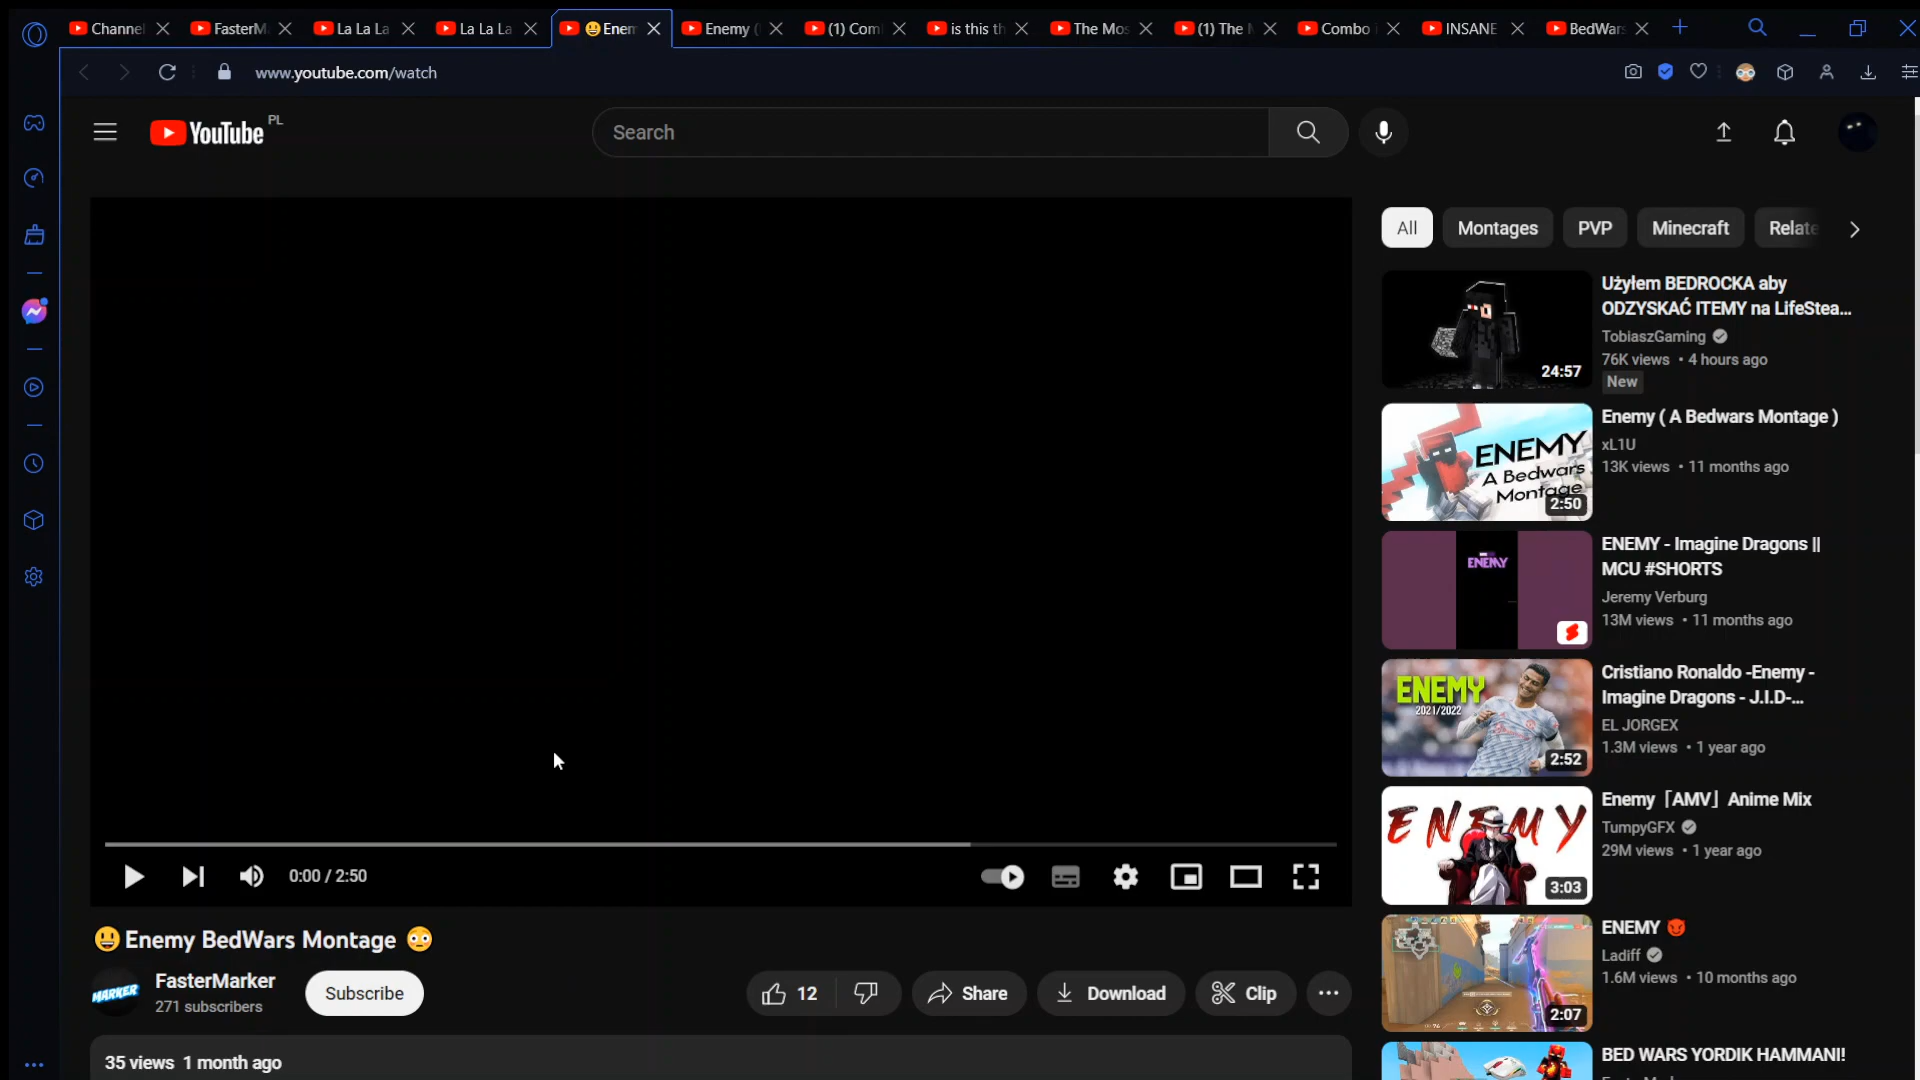 Channel
FasterM
La La La
La La La
😃 Enem
Enemy (
(1) Com
is this th
The Mos
(1) The
Combo
INSANE
BedWars
www.youtube.com/watch
YouTube PL
Search
All
Montages
PVP
Minecraft
Relate
Użyłem BEDROCKA aby
ODZYSKAĆ ITEMY na LifeStea...
TobiaszGaming
76K views • 4 hours ago
New
24:57
ENEMY
A Bedwars
Montage
2:50
Enemy ( A Bedwars Montage )
xL1U
13K views • 11 months ago
ENEMY
ENEMY - Imagine Dragons ||
MCU #SHORTS
Jeremy Verburg
13M views • 11 months ago
ENEMY
2021/2022
2:52
Cristiano Ronaldo -Enemy -
Imagine Dragons - J.I.D-...
EL JORGEX
1.3M views • 1 year ago
ENEMY
3:03
Enemy「AMV」Anime Mix
TumpyGFX
29M views • 1 year ago
2:07
ENEMY 😈
Ladiff
1.6M views • 10 months ago
BED WARS YORDIK HAMMANI!
0:00 / 2:50
😃 Enemy BedWars Montage 😳
MARKER
FasterMarker
271 subscribers
Subscribe
12
Share
Download
Clip
35 views 1 month ago